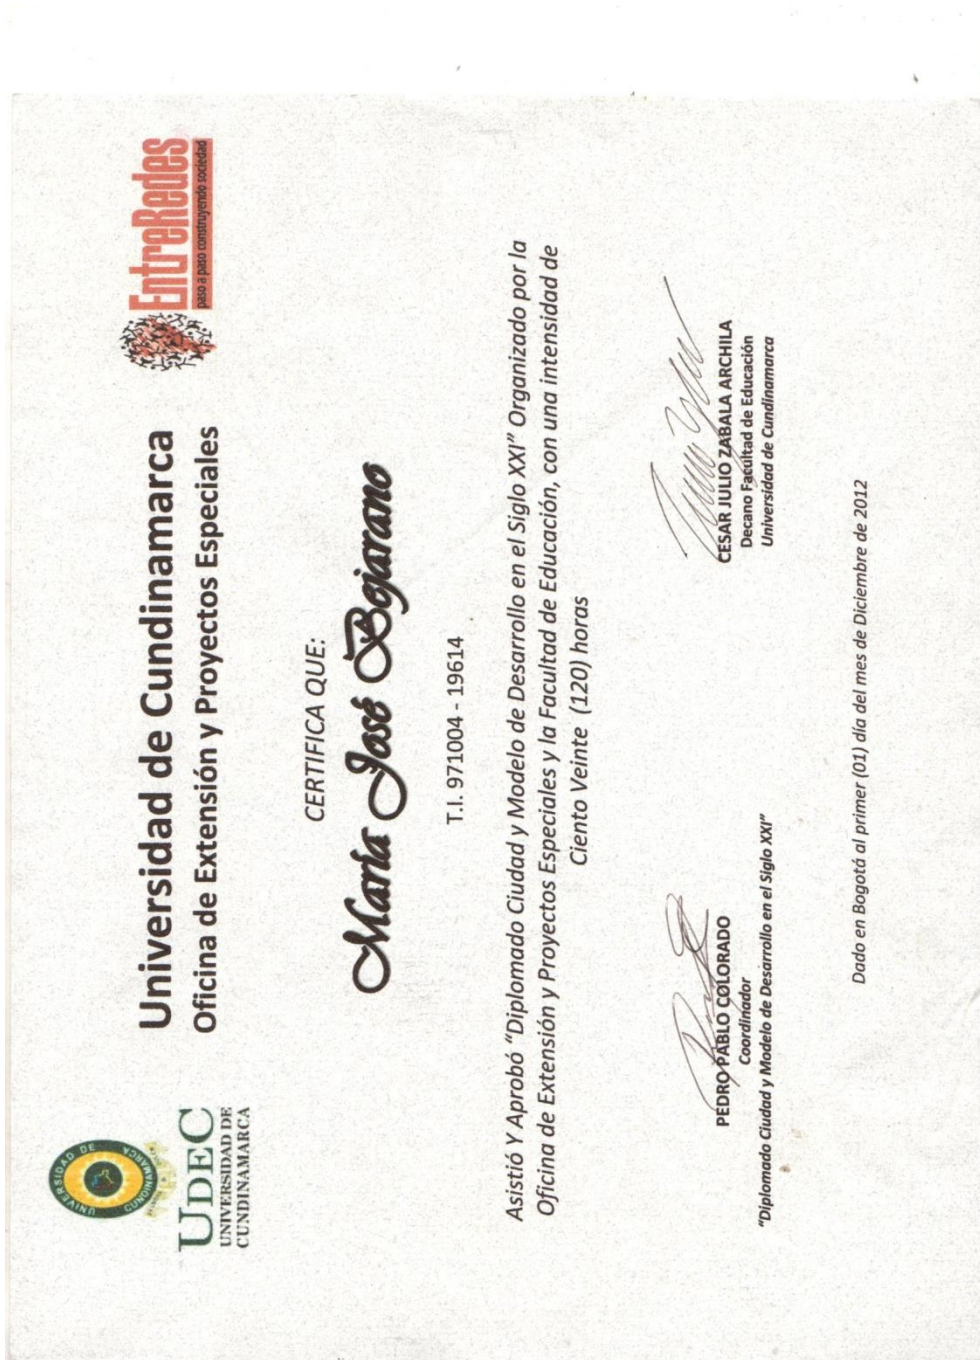 UNIVERSIDAD DE
CUNDINAMARCA
UDEC
UNIVERSIDAD DE
CUNDINAMARCA
Universidad de Cundinamarca
Oficina de Extensión y Proyectos Especiales
EntreRedes
paso a paso construyendo sociedad
CERTIFICA QUE:
María José Bejarano
T.I. 971004 - 19614
Asistió Y Aprobó “Diplomado Ciudad y Modelo de Desarrollo en el Siglo XXI” Organizado por la
Oficina de Extensión y Proyectos Especiales y la Facultad de Educación, con una intensidad de
Ciento Veinte (120) horas
PEDRO PABLO COLORADO
Coordinador
“Diplomado Ciudad y Modelo de Desarrollo en el Siglo XXI”
CESAR JULIO ZABALA ARCHILA
Decano Facultad de Educación
Universidad de Cundinamarca
Dado en Bogotá al primer (01) día del mes de Diciembre de 2012